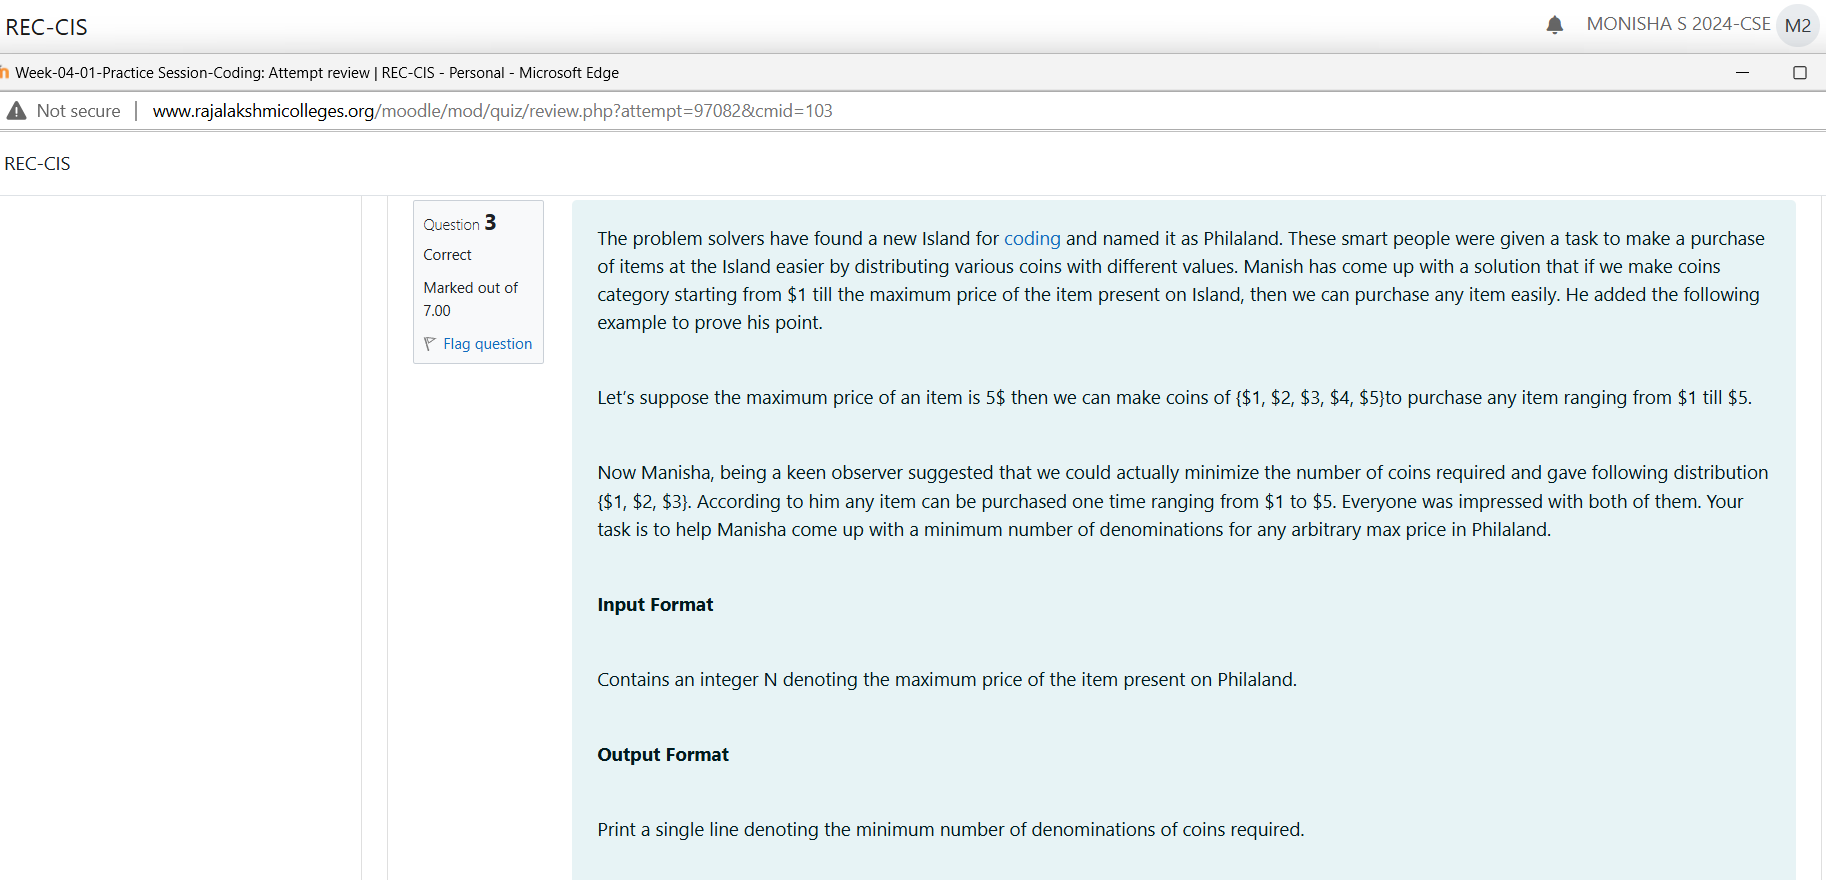 REC-CIS
MONISHA S 2024-CSE M2
Week-04-01-Practice Session-Coding: Attempt review | REC-CIS - Personal - Microsoft Edge
Not secure | www.rajalakshmicolleges.org/moodle/mod/quiz/review.php?attempt=97082&cmid=103
REC-CIS
Question 3
Correct
Marked out of
7.00
Flag question
The problem solvers have found a new Island for coding and named it as Philaland. These smart people were given a task to make a purchase
of items at the Island easier by distributing various coins with different values. Manish has come up with a solution that if we make coins
category starting from $1 till the maximum price of the item present on Island, then we can purchase any item easily. He added the following
example to prove his point.
Let’s suppose the maximum price of an item is 5$ then we can make coins of {$1, $2, $3, $4, $5}to purchase any item ranging from $1 till $5.
Now Manisha, being a keen observer suggested that we could actually minimize the number of coins required and gave following distribution
{$1, $2, $3}. According to him any item can be purchased one time ranging from $1 to $5. Everyone was impressed with both of them. Your
task is to help Manisha come up with a minimum number of denominations for any arbitrary max price in Philaland.
Input Format
Contains an integer N denoting the maximum price of the item present on Philaland.
Output Format
Print a single line denoting the minimum number of denominations of coins required.